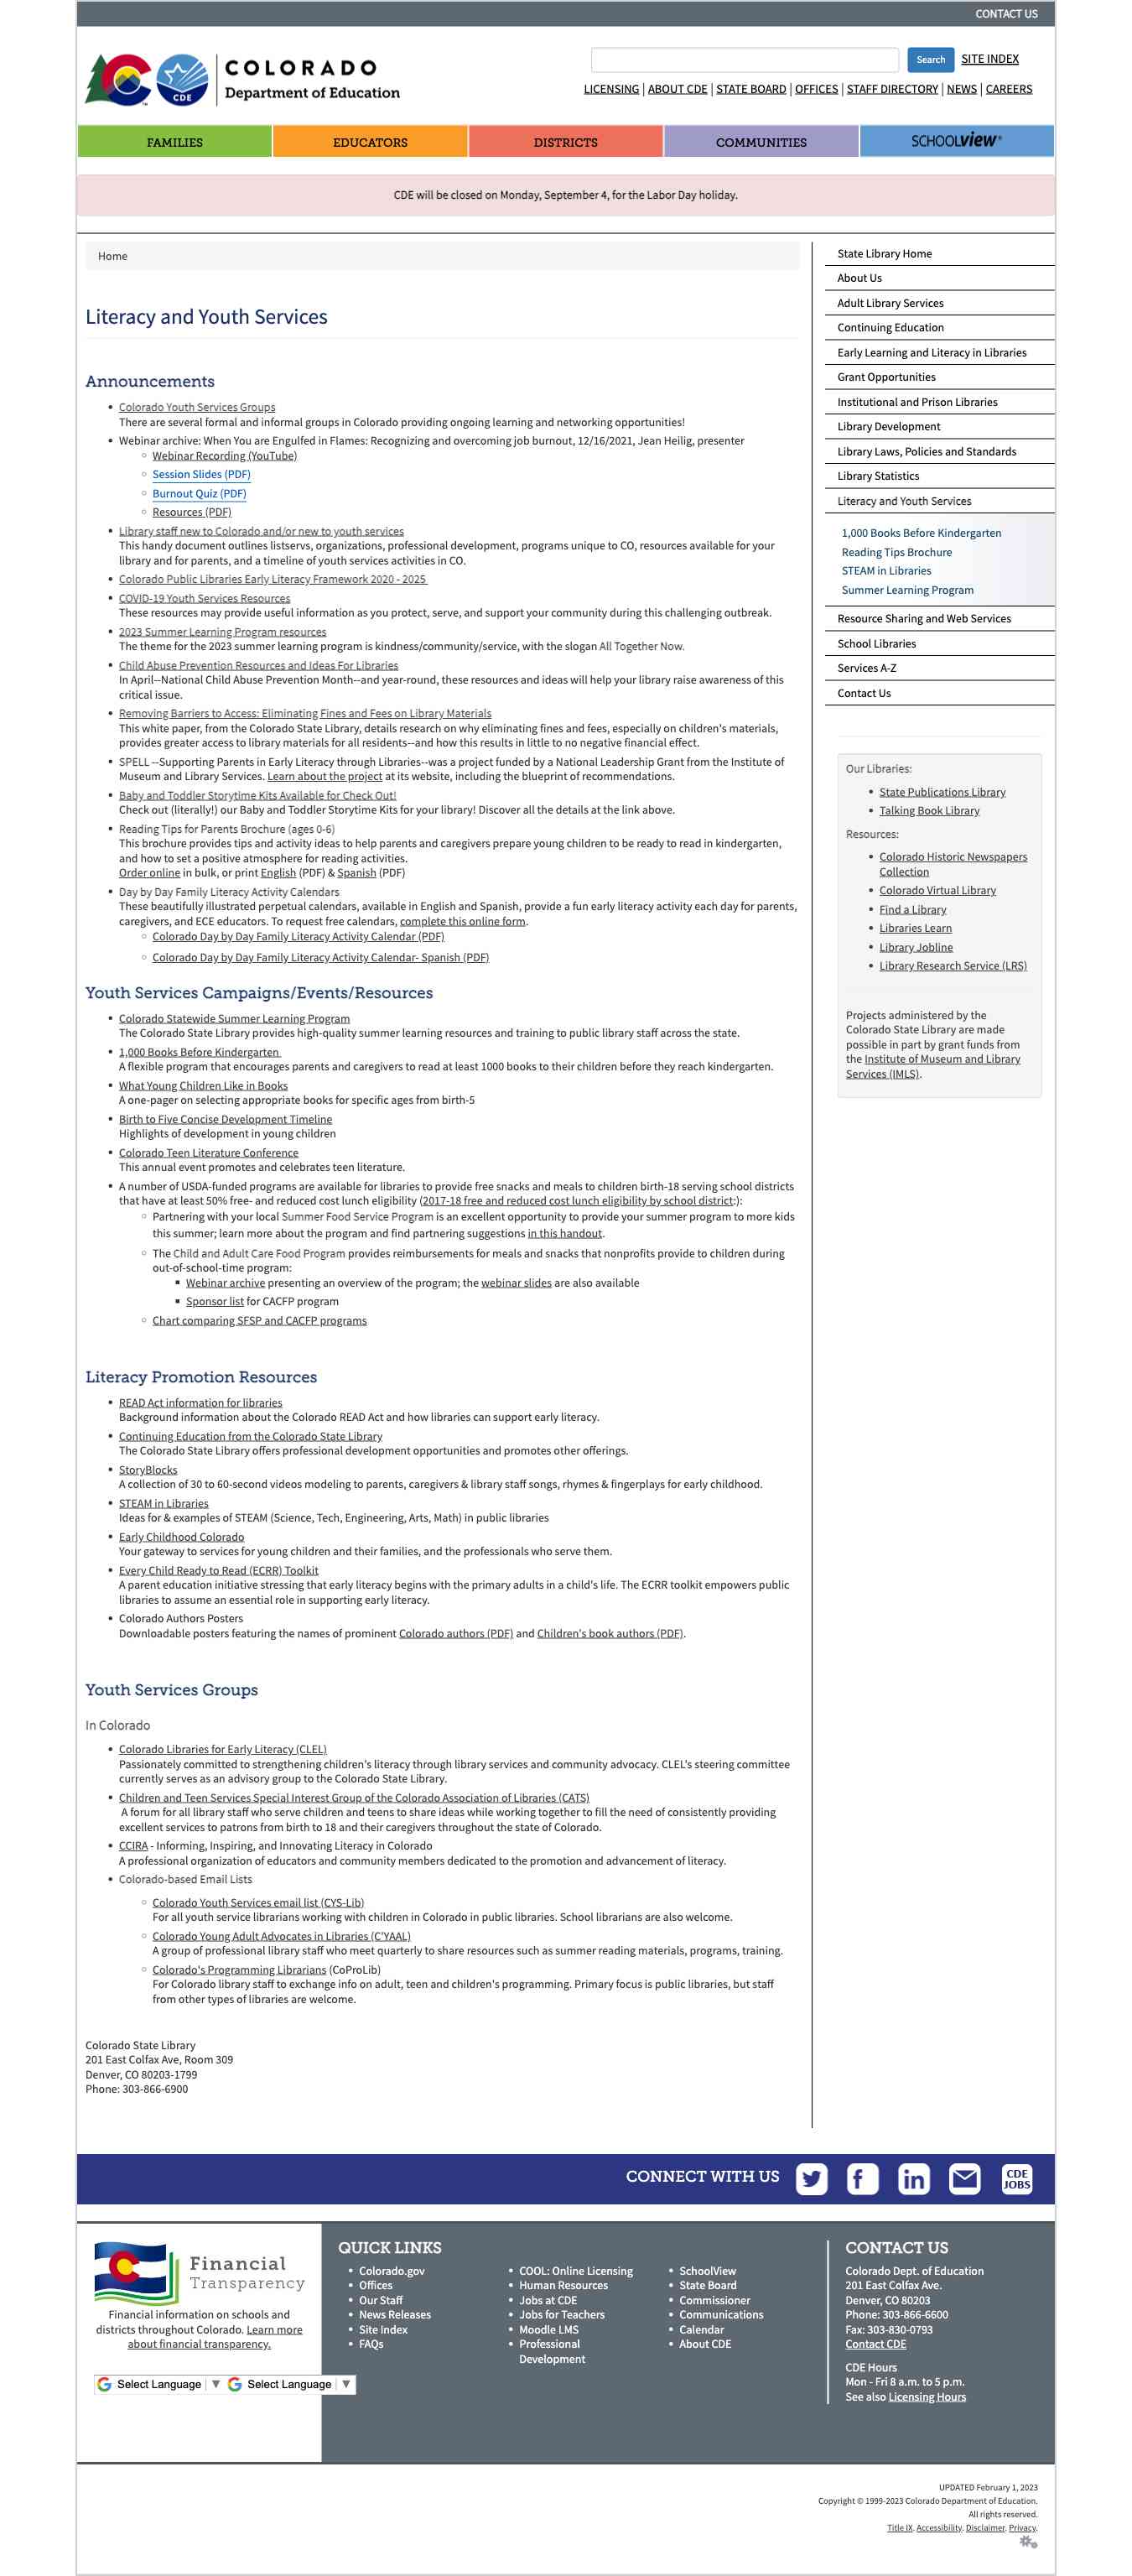 CONTACT US
COLORADO
Department of Education
CDE
Search
SITE INDEX
LICENSING | ABOUT CDE | STATE BOARD | OFFICES | STAFF DIRECTORY | NEWS | CAREERS
FAMILIES
EDUCATORS
DISTRICTS
COMMUNITIES
SCHOOLVIEW®
CDE will be closed on Monday, September 4, for the Labor Day holiday.
Home
Literacy and Youth Services
Announcements
Colorado Youth Services Groups
There are several formal and informal groups in Colorado providing ongoing learning and networking opportunities!
Webinar archive: When You are Engulfed in Flames: Recognizing and overcoming job burnout, 12/16/2021, Jean Heilig, presenter
Webinar Recording (YouTube)
Session Slides (PDF)
Burnout Quiz (PDF)
Resources (PDF)
Library staff new to Colorado and/or new to youth services
This handy document outlines listservs, organizations, professional development, programs unique to CO, resources available for your
library and for parents, and a timeline of youth services activities in CO.
Colorado Public Libraries Early Literacy Framework 2020 - 2025
COVID-19 Youth Services Resources
These resources may provide useful information as you protect, serve, and support your community during this challenging outbreak.
2023 Summer Learning Program resources
The theme for the 2023 summer learning program is kindness/community/service, with the slogan All Together Now.
Child Abuse Prevention Resources and Ideas For Libraries
In April--National Child Abuse Prevention Month--and year-round, these resources and ideas will help your library raise awareness of this
critical issue.
Removing Barriers to Access: Eliminating Fines and Fees on Library Materials
This white paper, from the Colorado State Library, details research on why eliminating fines and fees, especially on children's materials,
provides greater access to library materials for all residents--and how this results in little to no negative financial effect.
SPELL --Supporting Parents in Early Literacy through Libraries--was a project funded by a National Leadership Grant from the Institute of
Museum and Library Services. Learn about the project at its website, including the blueprint of recommendations.
Baby and Toddler Storytime Kits Available for Check Out!
Check out (literally!) our Baby and Toddler Storytime Kits for your library! Discover all the details at the link above.
Reading Tips for Parents Brochure (ages 0-6)
This brochure provides tips and activity ideas to help parents and caregivers prepare young children to be ready to read in kindergarten,
and how to set a positive atmosphere for reading activities.
Order online in bulk, or print English (PDF) & Spanish (PDF)
Day by Day Family Literacy Activity Calendars
These beautifully illustrated perpetual calendars, available in English and Spanish, provide a fun early literacy activity each day for parents,
caregivers, and ECE educators. To request free calendars, complete this online form.
Colorado Day by Day Family Literacy Activity Calendar (PDF)
Colorado Day by Day Family Literacy Activity Calendar- Spanish (PDF)
Youth Services Campaigns/Events/Resources
Colorado Statewide Summer Learning Program
The Colorado State Library provides high-quality summer learning resources and training to public library staff across the state.
1,000 Books Before Kindergarten
A flexible program that encourages parents and caregivers to read at least 1000 books to their children before they reach kindergarten.
What Young Children Like in Books
A one-pager on selecting appropriate books for specific ages from birth-5
Birth to Five Concise Development Timeline
Highlights of development in young children
Colorado Teen Literature Conference
This annual event promotes and celebrates teen literature.
A number of USDA-funded programs are available for libraries to provide free snacks and meals to children birth-18 serving school districts
that have at least 50% free- and reduced cost lunch eligibility (2017-18 free and reduced cost lunch eligibility by school district:):
Partnering with your local Summer Food Service Program is an excellent opportunity to provide your summer program to more kids
this summer; learn more about the program and find partnering suggestions in this handout.
The Child and Adult Care Food Program provides reimbursements for meals and snacks that nonprofits provide to children during
out-of-school-time program:
Webinar archive presenting an overview of the program; the webinar slides are also available
Sponsor list for CACFP program
Chart comparing SFSP and CACFP programs
Literacy Promotion Resources
READ Act information for libraries
Background information about the Colorado READ Act and how libraries can support early literacy.
Continuing Education from the Colorado State Library
The Colorado State Library offers professional development opportunities and promotes other offerings.
StoryBlocks
A collection of 30 to 60-second videos modeling to parents, caregivers & library staff songs, rhymes & fingerplays for early childhood.
STEAM in Libraries
Ideas for & examples of STEAM (Science, Tech, Engineering, Arts, Math) in public libraries
Early Childhood Colorado
Your gateway to services for young children and their families, and the professionals who serve them.
Every Child Ready to Read (ECRR) Toolkit
A parent education initiative stressing that early literacy begins with the primary adults in a child's life. The ECRR toolkit empowers public
libraries to assume an essential role in supporting early literacy.
Colorado Authors Posters
Downloadable posters featuring the names of prominent Colorado authors (PDF) and Children's book authors (PDF).
Youth Services Groups
In Colorado
Colorado Libraries for Early Literacy (CLEL)
Passionately committed to strengthening children's literacy through library services and community advocacy. CLEL's steering committee
currently serves as an advisory group to the Colorado State Library.
Children and Teen Services Special Interest Group of the Colorado Association of Libraries (CATS)
A forum for all library staff who serve children and teens to share ideas while working together to fill the need of consistently providing
excellent services to patrons from birth to 18 and their caregivers throughout the state of Colorado.
CCIRA - Informing, Inspiring, and Innovating Literacy in Colorado
A professional organization of educators and community members dedicated to the promotion and advancement of literacy.
Colorado-based Email Lists
Colorado Youth Services email list (CYS-Lib)
For all youth service librarians working with children in Colorado in public libraries. School librarians are also welcome.
Colorado Young Adult Advocates in Libraries (C'YAAL)
A group of professional library staff who meet quarterly to share resources such as summer reading materials, programs, training.
Colorado's Programming Librarians (CoProLib)
For Colorado library staff to exchange info on adult, teen and children's programming. Primary focus is public libraries, but staff
from other types of libraries are welcome.
Colorado State Library
201 East Colfax Ave, Room 309
Denver, CO 80203-1799
Phone: 303-866-6900
State Library Home
About Us
Adult Library Services
Continuing Education
Early Learning and Literacy in Libraries
Grant Opportunities
Institutional and Prison Libraries
Library Development
Library Laws, Policies and Standards
Library Statistics
Literacy and Youth Services
1,000 Books Before Kindergarten
Reading Tips Brochure
STEAM in Libraries
Summer Learning Program
Resource Sharing and Web Services
School Libraries
Services A-Z
Contact Us
Our Libraries:
State Publications Library
Talking Book Library
Resources:
Colorado Historic Newspapers
Collection
Colorado Virtual Library
Find a Library
Libraries Learn
Library Jobline
Library Research Service (LRS)
Projects administered by the
Colorado State Library are made
possible in part by grant funds from
the Institute of Museum and Library
Services (IMLS).
CONNECT WITH US
CDE
JOBS
Financial
Transparency
Financial information on schools and
districts throughout Colorado. Learn more
about financial transparency.
Select Language ▼ Select Language ▼
QUICK LINKS
Colorado.gov
Offices
Our Staff
News Releases
Site Index
FAQs
COOL: Online Licensing
Human Resources
Jobs at CDE
Jobs for Teachers
Moodle LMS
Professional
Development
SchoolView
State Board
Commissioner
Communications
Calendar
About CDE
CONTACT US
Colorado Dept. of Education
201 East Colfax Ave.
Denver, CO 80203
Phone: 303-866-6600
Fax: 303-830-0793
Contact CDE
CDE Hours
Mon - Fri 8 a.m. to 5 p.m.
See also Licensing Hours
UPDATED February 1, 2023
Copyright © 1999-2023 Colorado Department of Education.
All rights reserved.
Title IX. Accessibility. Disclaimer. Privacy.